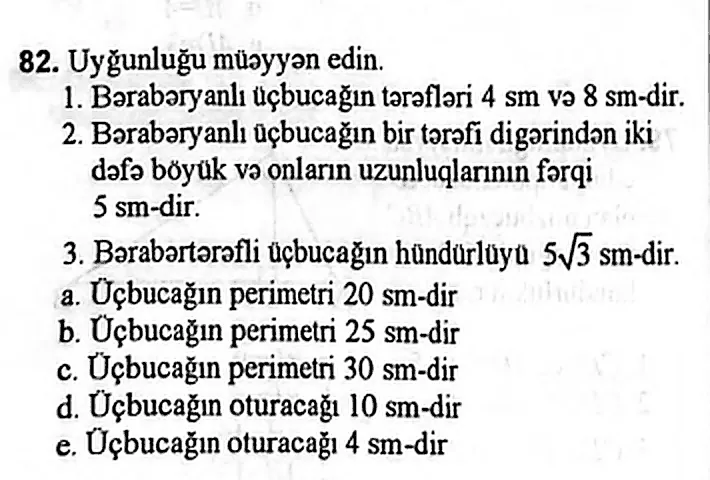 82. Uyğunluğu müəyyən edin.
1. Bərabəryanlı üçbucağın tərəfləri 4 sm və 8 sm-dir.
2. Bərabəryanlı üçbucağın bir tərəfi digərindən iki
dəfə böyük və onların uzunluqlarının fərqi
5 sm-dir.
3. Bərabərtərəfli üçbucağın hündürlüyü 5√3 sm-dir.
a. Üçbucağın perimetri 20 sm-dir
b. Üçbucağın perimetri 25 sm-dir
c. Üçbucağın perimetri 30 sm-dir
d. Üçbucağın oturacağı 10 sm-dir
e. Üçbucağın oturacağı 4 sm-dir